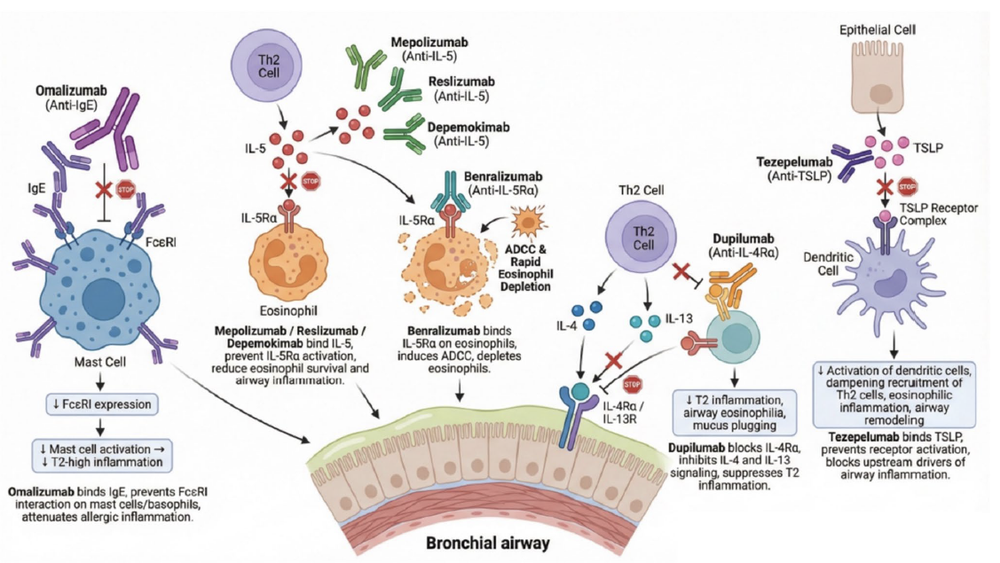 Omalizumab
(Anti-IgE)
IgE
STOP
FcεRI
Mast Cell
↓ FcεRI expression
↓ Mast cell activation →
↓ T2-high inflammation
Omalizumab binds IgE, prevents FcεRI
interaction on mast cells/basophils,
attenuates allergic inflammation.
Th2
Cell
Mepolizumab
(Anti-IL-5)
Reslizumab
(Anti-IL-5)
Depemokimab
(Anti-IL-5)
IL-5
STOP
IL-5Rα
Eosinophil
Mepolizumab / Reslizumab /
Depemokimab bind IL-5,
prevent IL-5Rα activation,
reduce eosinophil survival and
airway inflammation.
Benralizumab
(Anti-IL-5Rα)
IL-5Rα
ADCC &
Rapid
Eosinophil
Depletion
Benralizumab binds
IL-5Rα on eosinophils,
induces ADCC, depletes
eosinophils.
Th2 Cell
Th2
Cell
Dupilumab
(Anti-IL-4Rα)
IL-4
IL-13
STOP
IL-4Rα /
IL-13R
↓ T2 inflammation,
airway eosinophilia,
mucus plugging
Dupilumab blocks IL-4Rα,
inhibits IL-4 and IL-13
signaling, suppresses T2
inflammation.
Epithelial Cell
TSLP
Tezepelumab
(Anti-TSLP)
STOP
TSLP Receptor
Complex
Dendritic
Cell
↓ Activation of dendritic cells,
dampening recruitment of
Th2 cells, eosinophilic
inflammation, airway
remodeling
Tezepelumab binds TSLP,
prevents receptor activation,
blocks upstream drivers of
airway inflammation.
Bronchial airway